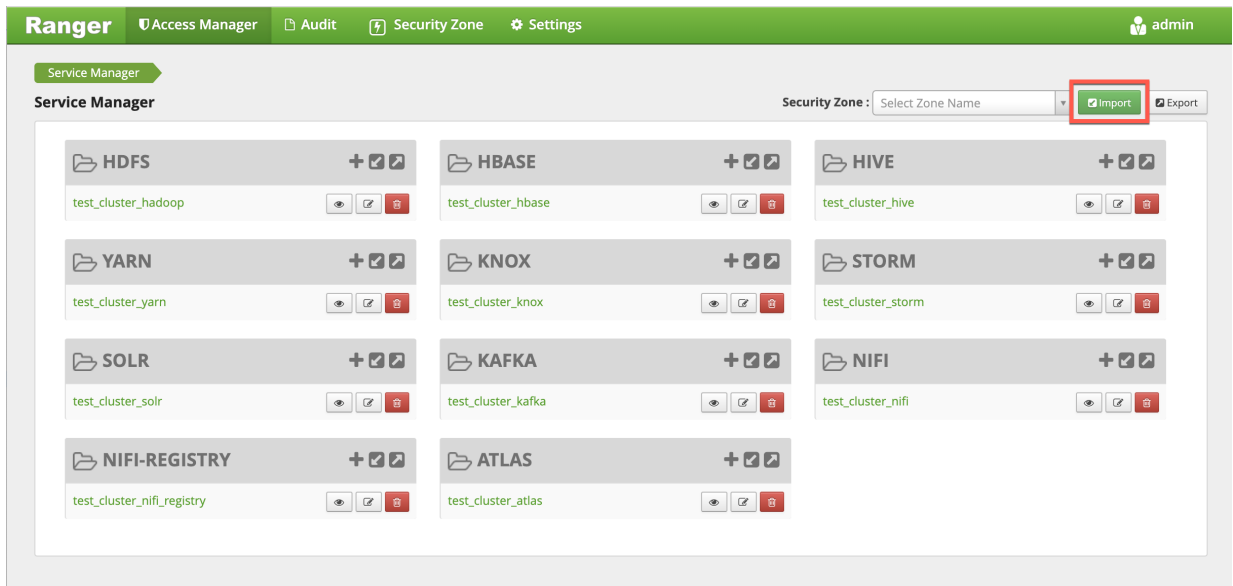 Ranger Access Manager Audit Security Zone Settings admin
Service Manager
Service Manager Security Zone : Select Zone Name Import Export
HDFS HBASE HIVE
test_cluster_hadoop test_cluster_hbase test_cluster_hive
YARN KNOX STORM
test_cluster_yarn test_cluster_knox test_cluster_storm
SOLR KAFKA NIFI
test_cluster_solr test_cluster_kafka test_cluster_nifi
NIFI-REGISTRY ATLAS
test_cluster_nifi_registry test_cluster_atlas